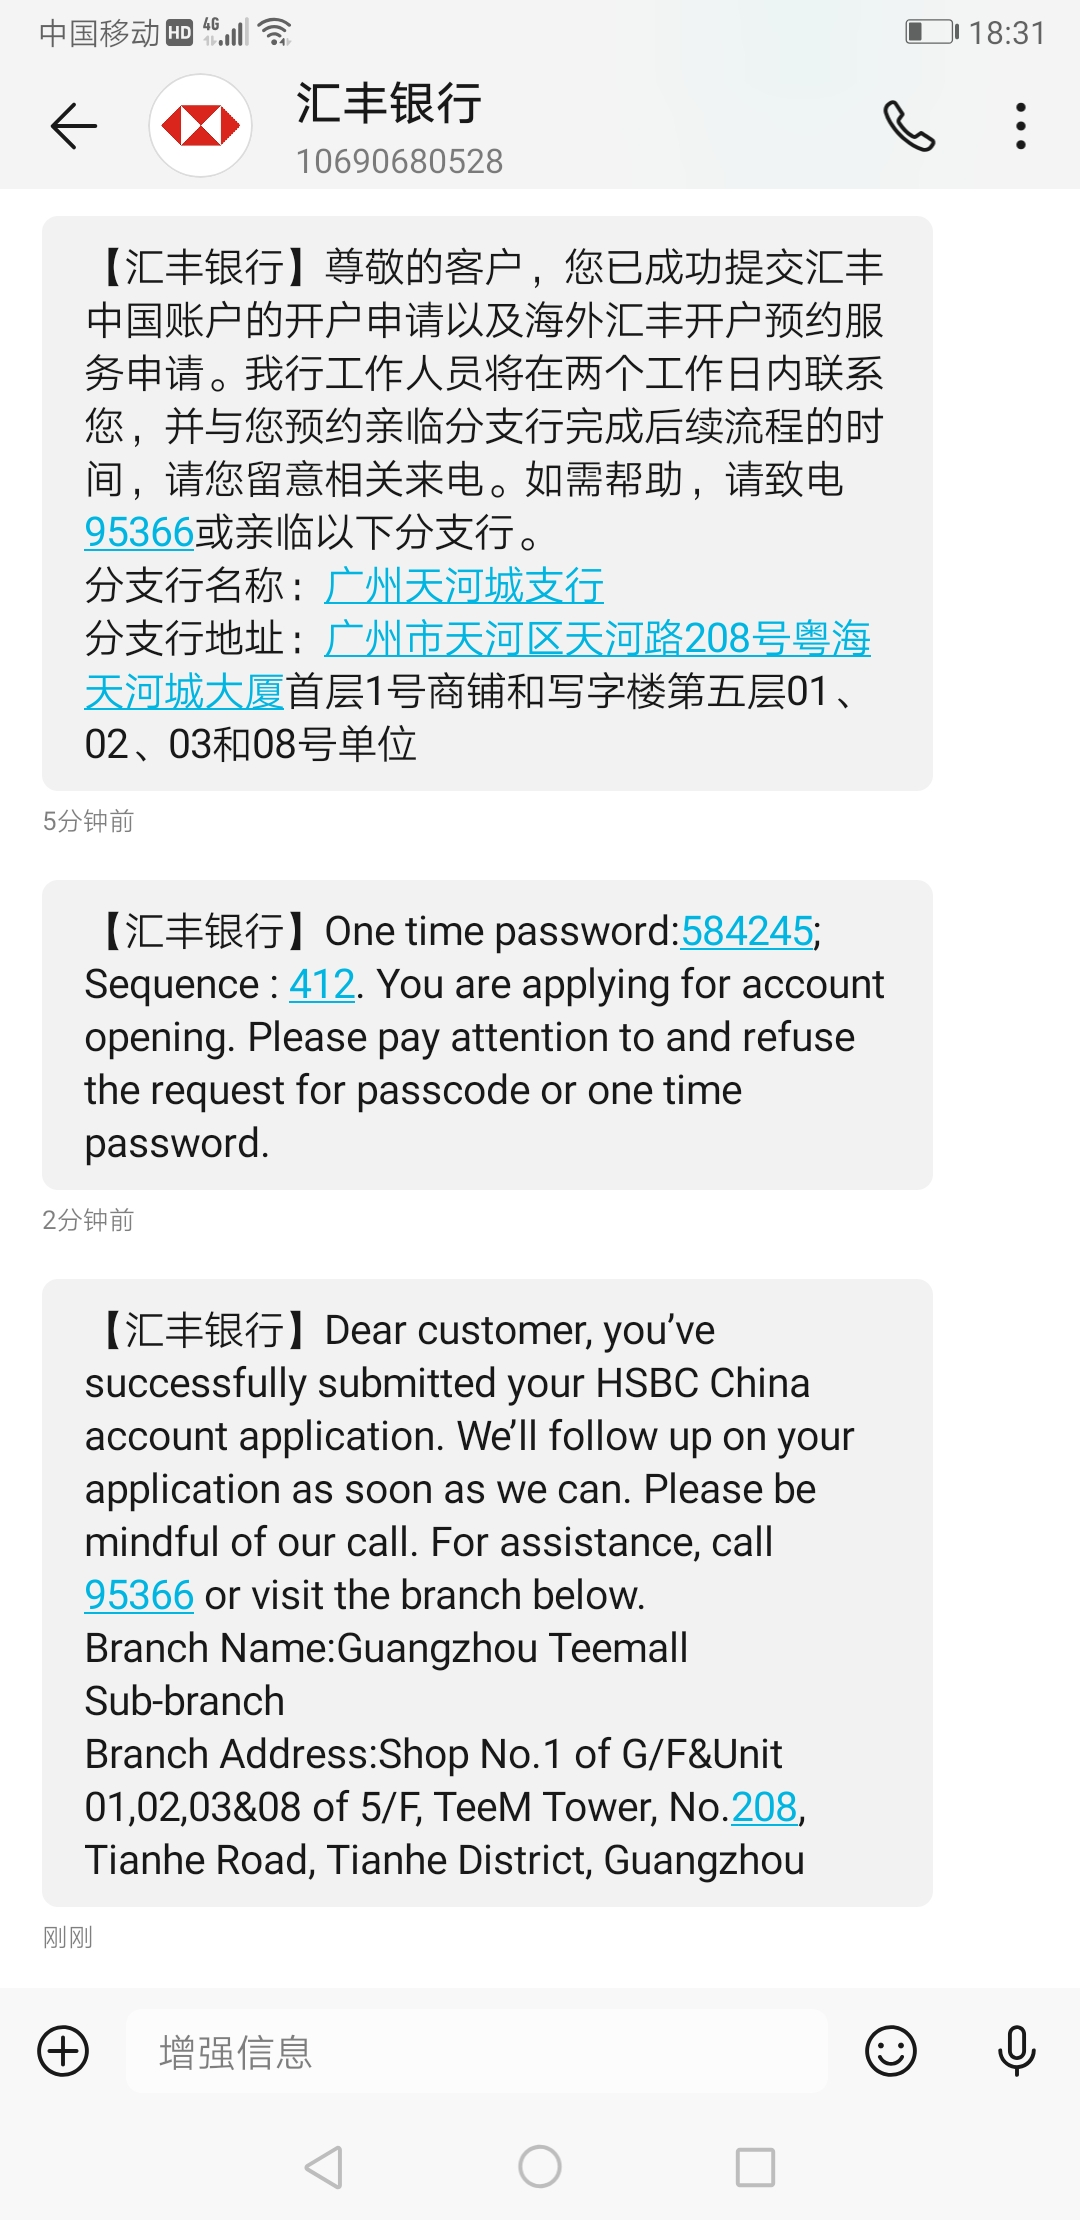 中国移动 HD 4G 18:31
汇丰银行
10690680528
【汇丰银行】尊敬的客户，您已成功提交汇丰
中国账户的开户申请以及海外汇丰开户预约服
务申请。我行工作人员将在两个工作日内联系
您，并与您预约亲临分支行完成后续流程的时
间，请您留意相关来电。如需帮助，请致电
95366或亲临以下分支行。
分支行名称：广州天河城支行
分支行地址：广州市天河区天河路208号粤海
天河城大厦首层1号商铺和写字楼第五层01、
02、03和08号单位
5分钟前
【汇丰银行】One time password:584245;
Sequence : 412. You are applying for account
opening. Please pay attention to and refuse
the request for passcode or one time
password.
2分钟前
【汇丰银行】Dear customer, you’ve
successfully submitted your HSBC China
account application. We’ll follow up on your
application as soon as we can. Please be
mindful of our call. For assistance, call
95366 or visit the branch below.
Branch Name:Guangzhou Teemall
Sub-branch
Branch Address:Shop No.1 of G/F&Unit
01,02,03&08 of 5/F, TeeM Tower, No.208,
Tianhe Road, Tianhe District, Guangzhou
刚刚
增强信息